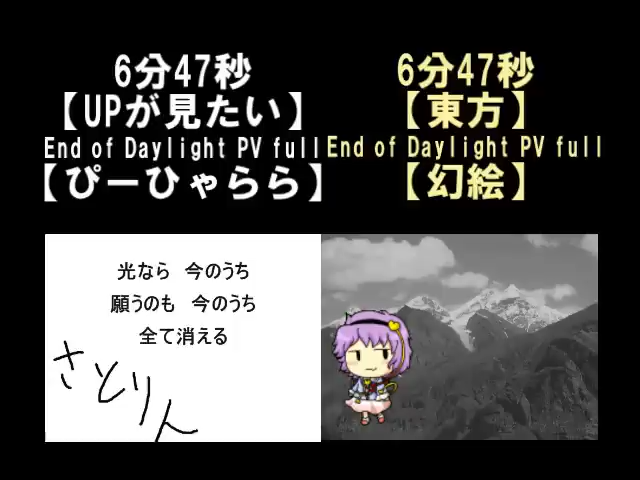 6分47秒
【UPが見たい】
End of Daylight PV full
【ぴーひゃらら】
6分47秒
【東方】
End of Daylight PV full
【幻絵】
光なら 今のうち
願うのも 今のうち
全て消える
さとりん